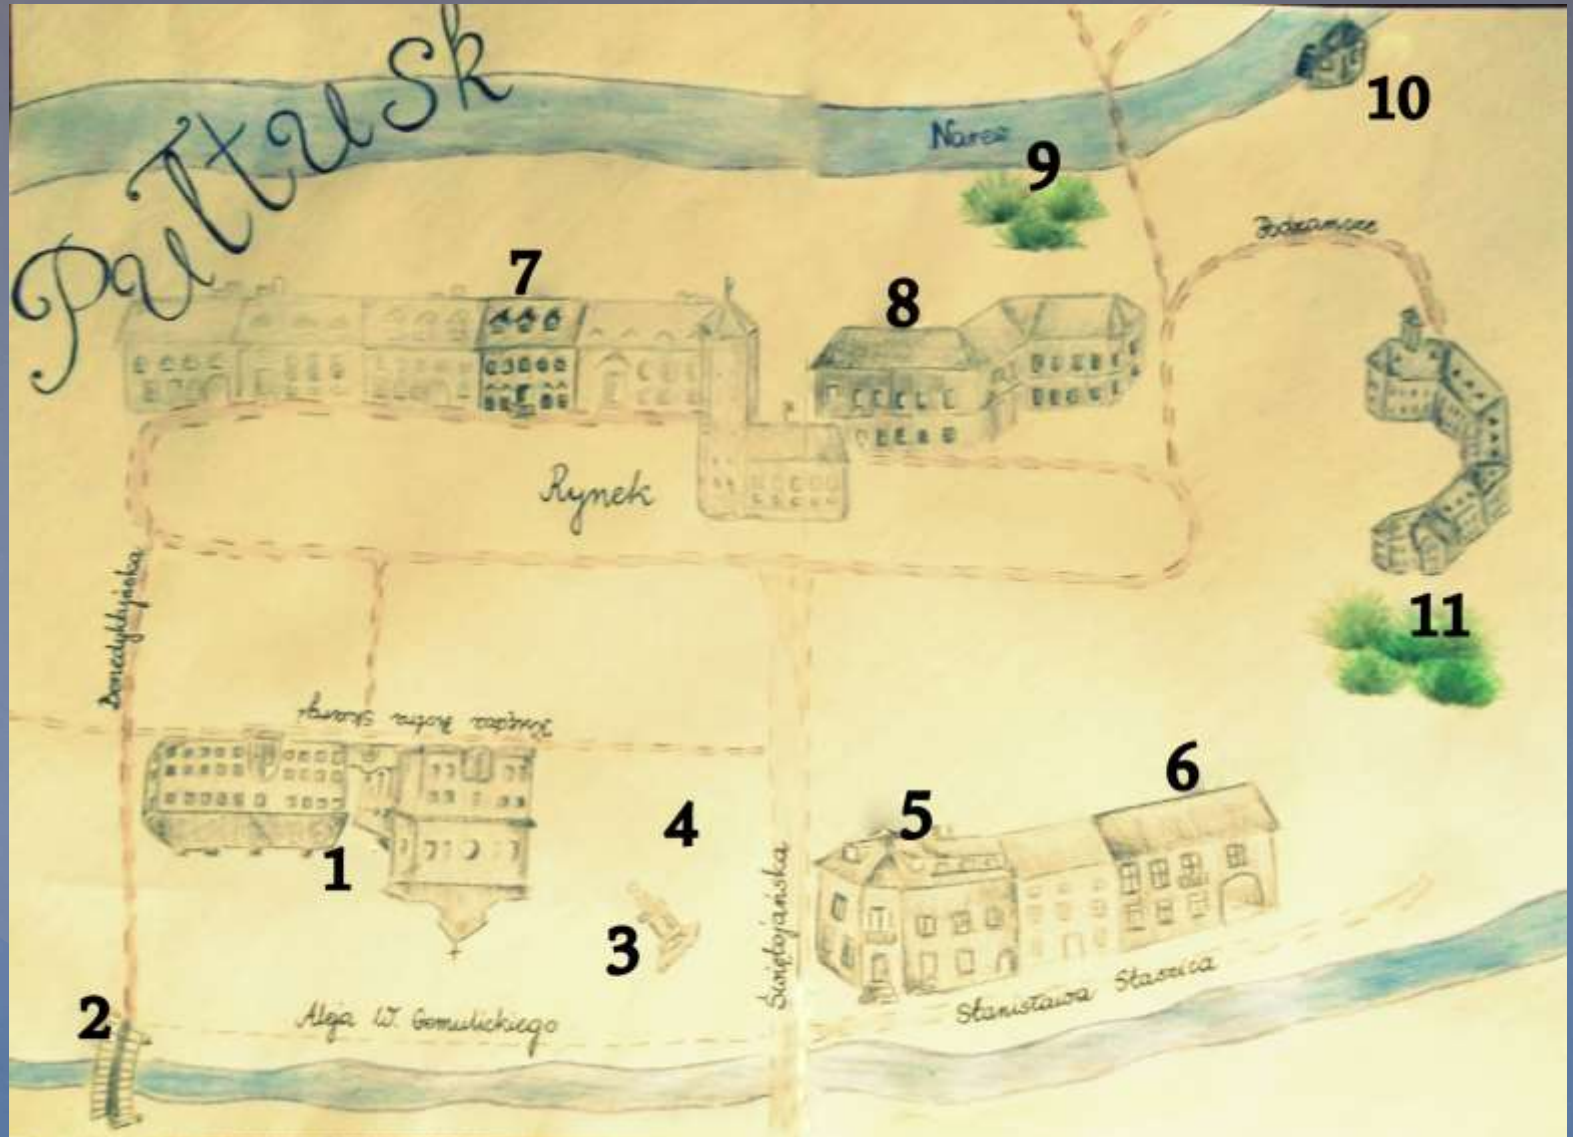 Pułtusk
10
Narew
9
Podzamcze
7
8
Rynek
Benedyktyńska
11
Księdza Piotra Skargi
6
5
4
1
Świętojańska
3
Stanisława Staszica
2
Aleja W. Gomulickiego